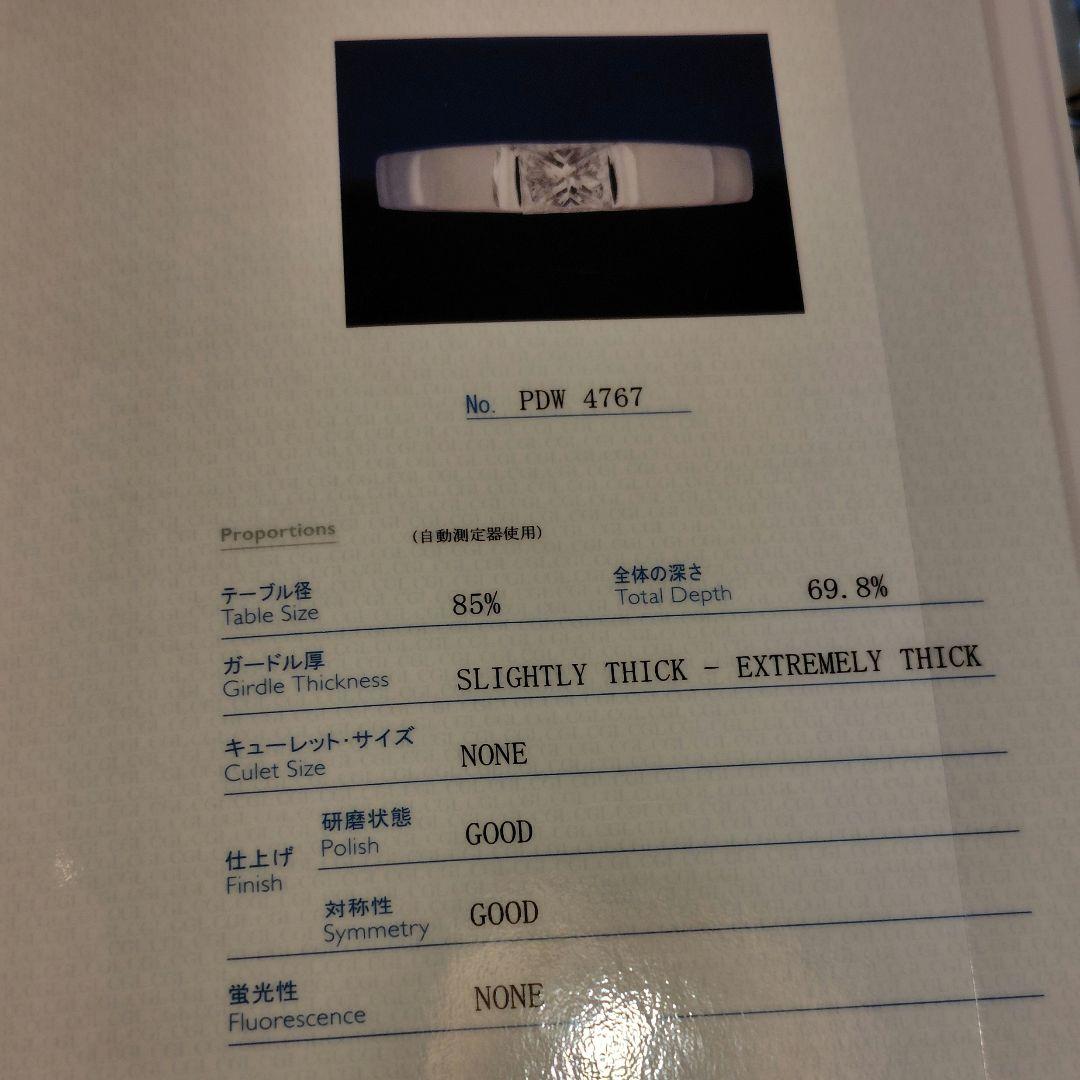 No. PDW 4767
Proportions (自動測定器使用)
テーブル径
Table Size 85%
全体の深さ
Total Depth 69.8%
ガードル厚
Girdle Thickness SLIGHTLY THICK - EXTREMELY THICK
キューレット・サイズ
Culet Size NONE
仕上げ
Finish
研磨状態
Polish GOOD
対称性
Symmetry GOOD
蛍光性
Fluorescence NONE